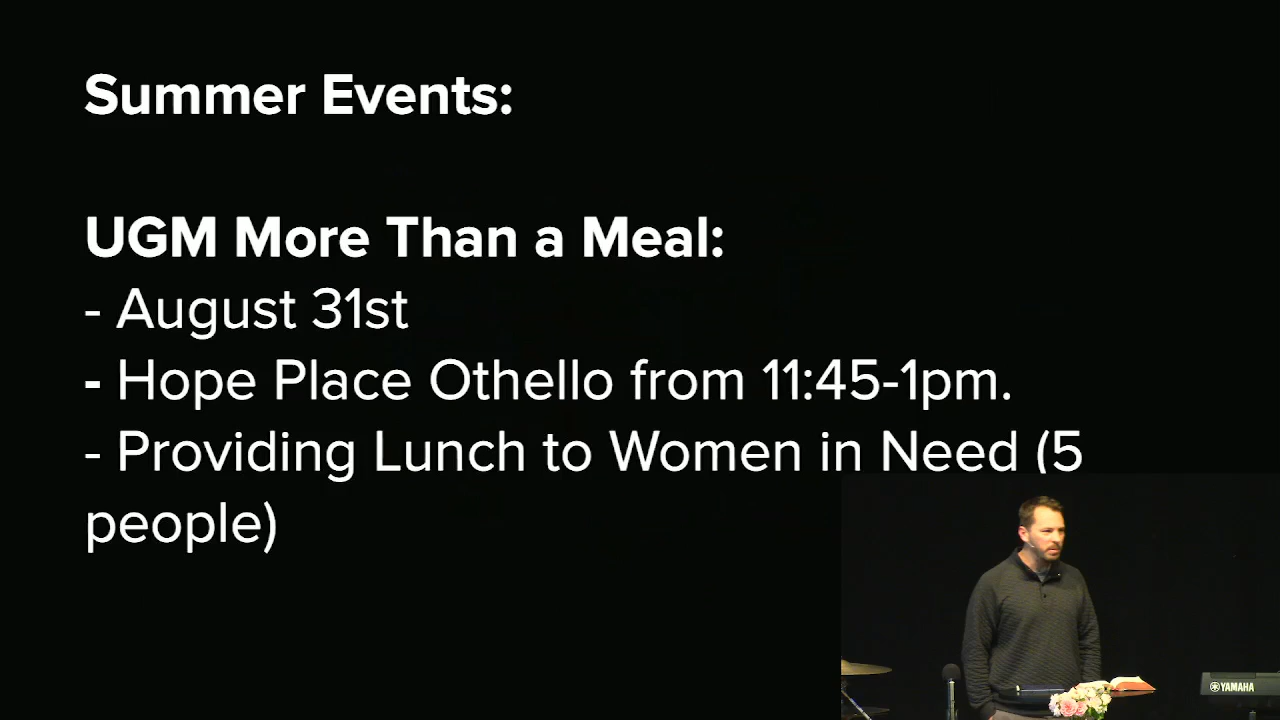 Summer Events:
UGM More Than a Meal:
- August 31st
- Hope Place Othello from 11:45-1pm.
- Providing Lunch to Women in Need (5
people)
YAMAHA